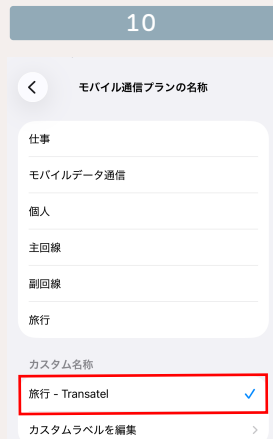 10
モバイル通信プランの名称
仕事
モバイルデータ通信
個人
主回線
副回線
旅行
カスタム名称
旅行 - Transatel
カスタムラベルを編集